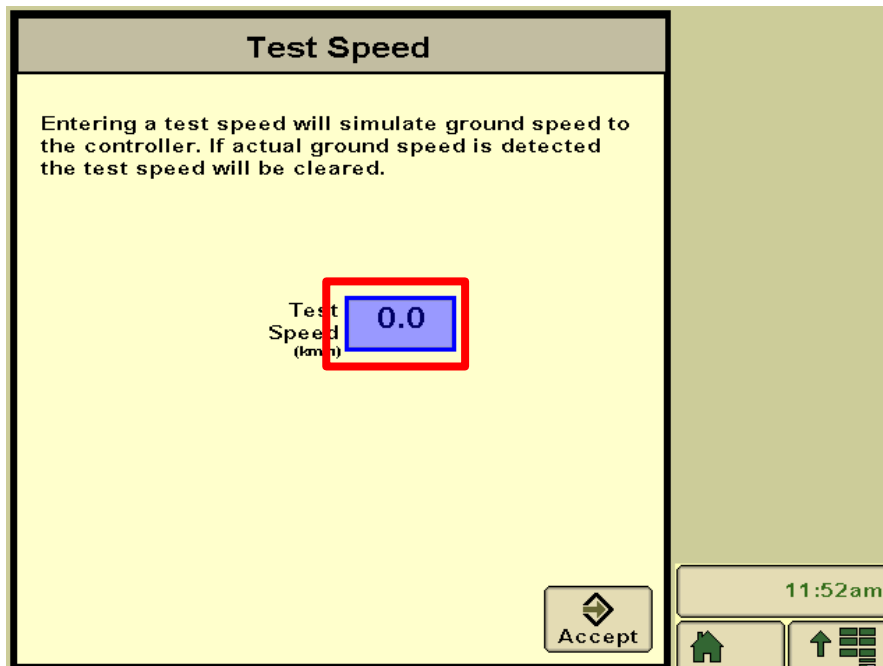 Test Speed
Entering a test speed will simulate ground speed to
the controller. If actual ground speed is detected
the test speed will be cleared.
Test
Speed
(km/h)
0.0
Accept
11:52am